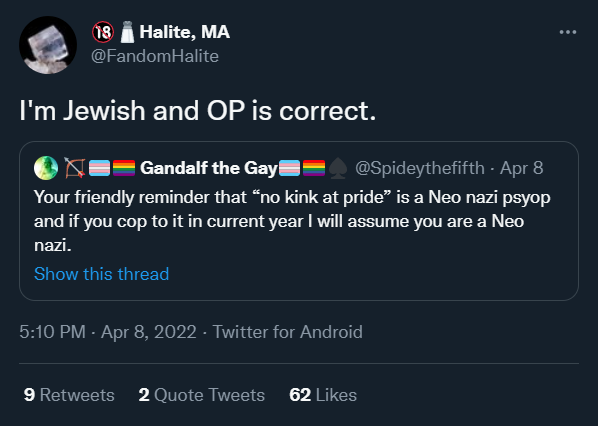 🔞🧂Halite, MA
@FandomHalite
I'm Jewish and OP is correct.
🏹🏳️‍⚧️🏳️‍🌈 Gandalf the Gay🏳️‍⚧️🏳️‍🌈♠️ @Spideythefifth · Apr 8
Your friendly reminder that “no kink at pride” is a Neo nazi psyop
and if you cop to it in current year I will assume you are a Neo
nazi.
Show this thread
5:10 PM · Apr 8, 2022 · Twitter for Android
9 Retweets 2 Quote Tweets 62 Likes